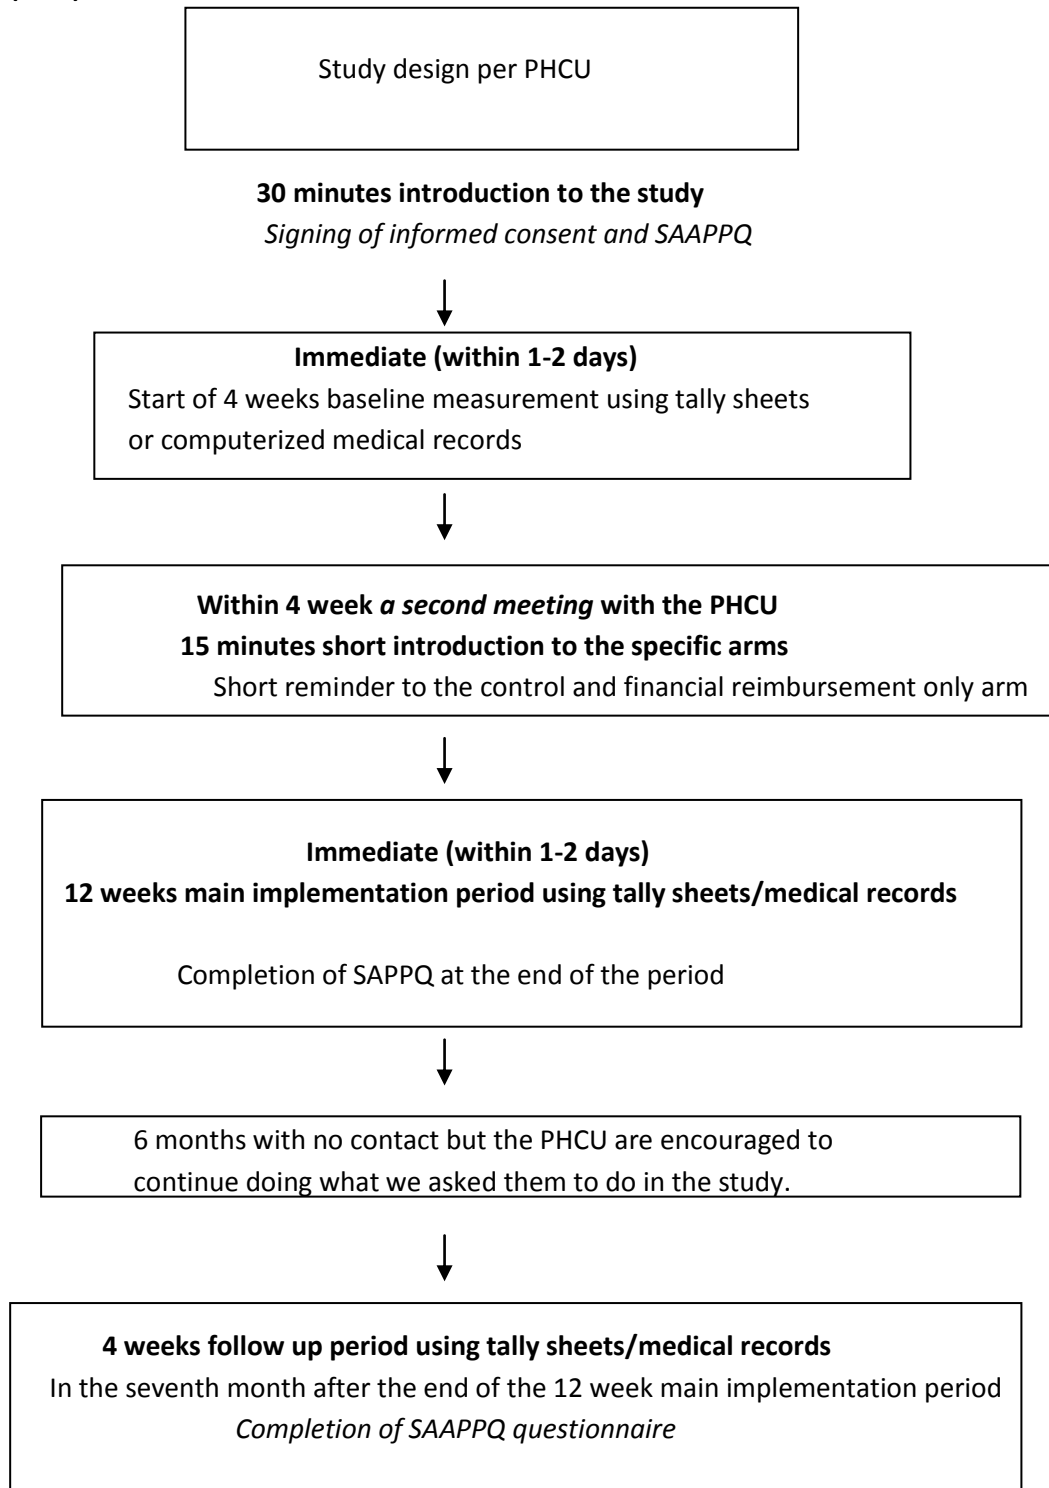 Study design per PHCU
30 minutes introduction to the study
Signing of informed consent and SAAPPQ
Immediate (within 1-2 days)
Start of 4 weeks baseline measurement using tally sheets
or computerized medical records
Within 4 week a second meeting with the PHCU
15 minutes short introduction to the specific arms
Short reminder to the control and financial reimbursement only arm
Immediate (within 1-2 days)
12 weeks main implementation period using tally sheets/medical records
Completion of SAPPQ at the end of the period
6 months with no contact but the PHCU are encouraged to
continue doing what we asked them to do in the study.
4 weeks follow up period using tally sheets/medical records
In the seventh month after the end of the 12 week main implementation period
Completion of SAAPPQ questionnaire